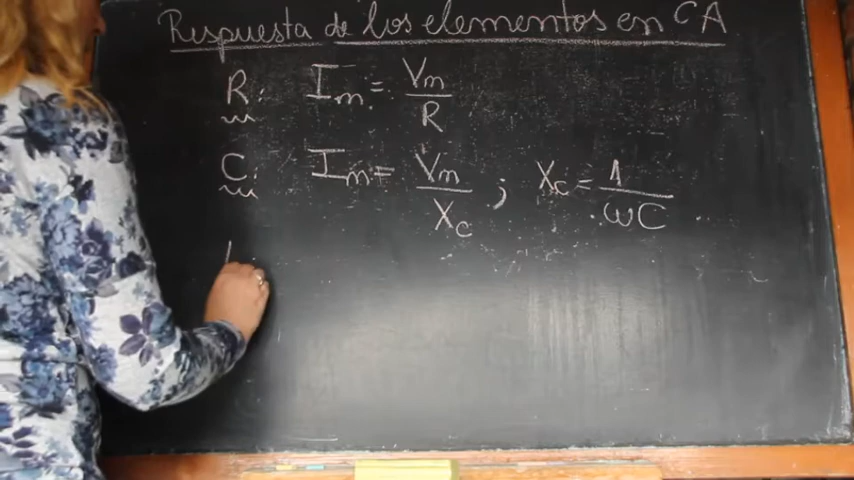 Respuesta de los elementos en CA
R: Im = Vm / R
C: Im = Vm / Xc ; Xc = 1 / ωC